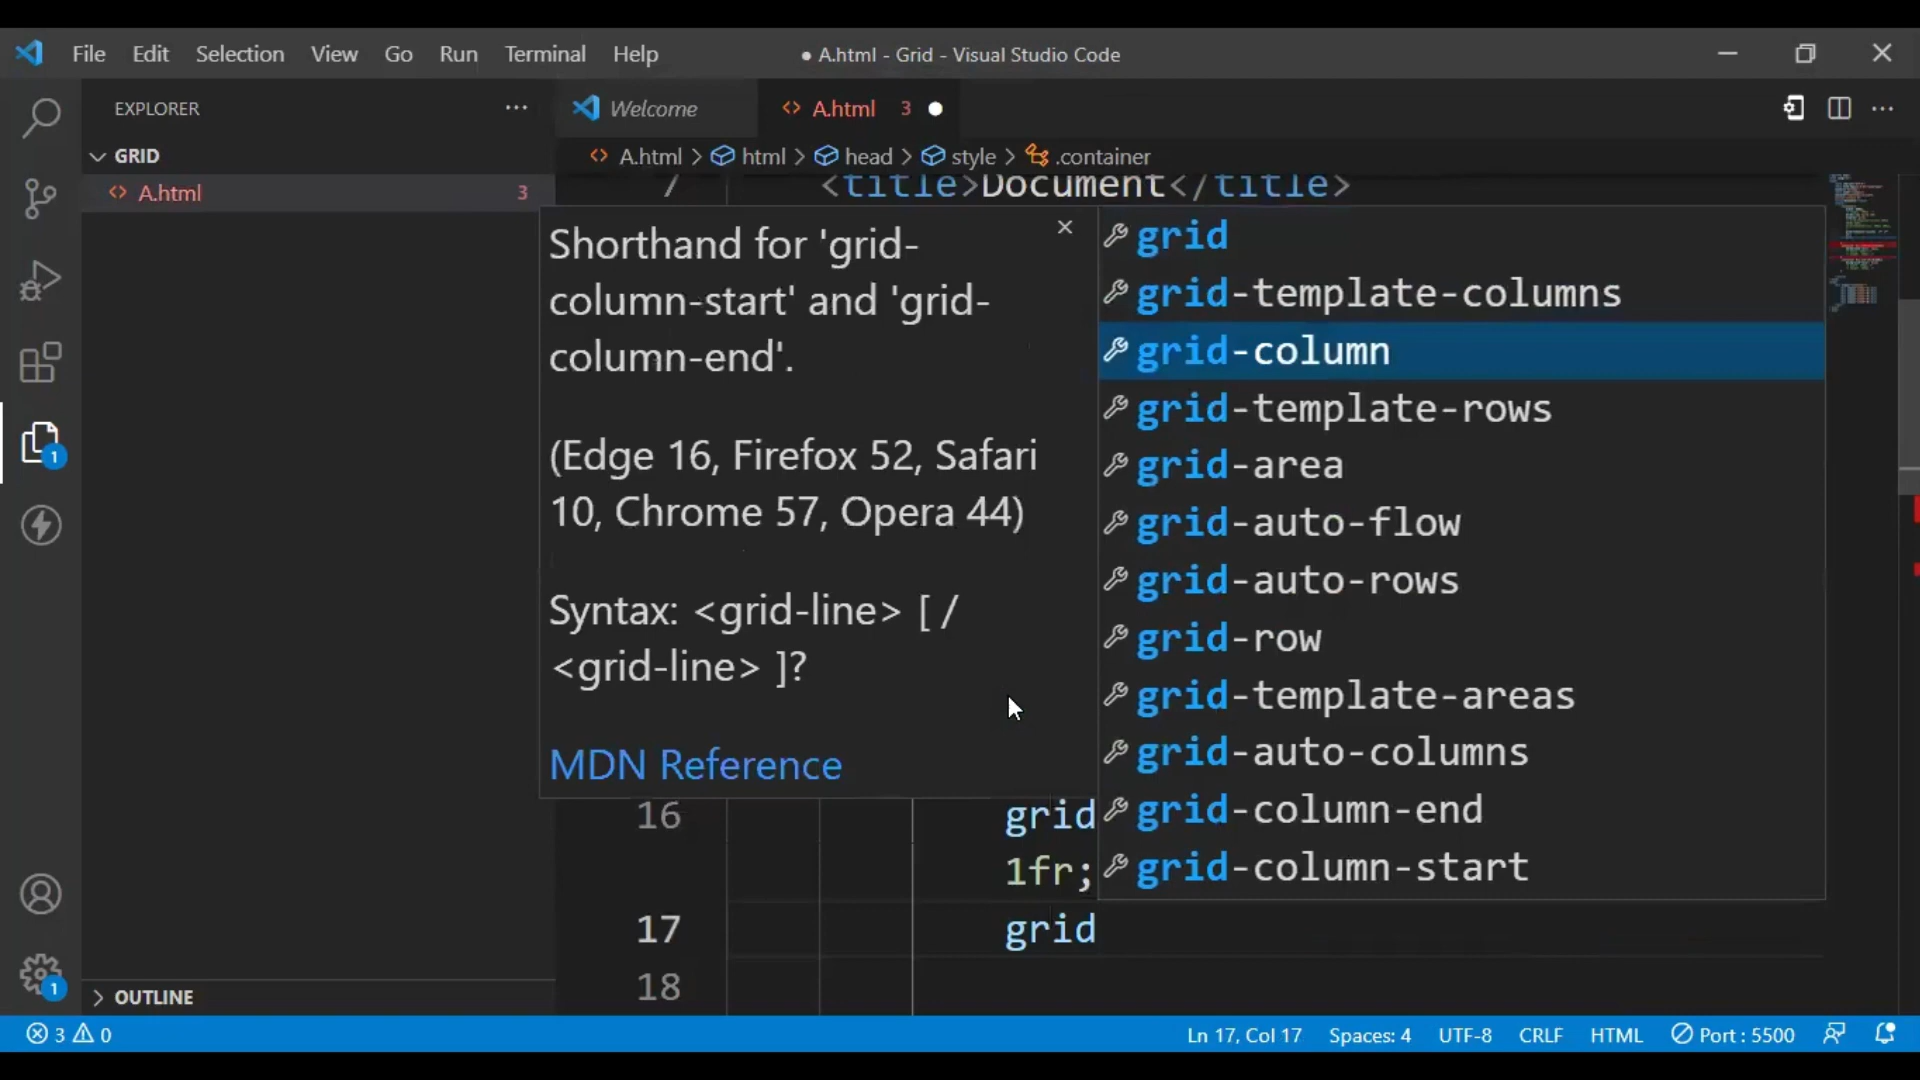 File Edit Selection View Go Run Terminal Help
● A.html - Grid - Visual Studio Code
EXPLORER
Welcome
<> A.html 3
GRID
<> A.html > html > head > style > .container
<> A.html 3
7 <title>Document</title>
Shorthand for 'grid-
column-start' and 'grid-
column-end'.
(Edge 16, Firefox 52, Safari
10, Chrome 57, Opera 44)
Syntax: <grid-line> [ /
<grid-line> ]?
MDN Reference
grid
grid-template-columns
grid-column
grid-template-rows
grid-area
grid-auto-flow
grid-auto-rows
grid-row
grid-template-areas
grid-auto-columns
grid-column-end
grid-column-start
16 grid
1fr;
17 grid
18
1
1
OUTLINE
3 0
Ln 17, Col 17 Spaces: 4 UTF-8 CRLF HTML Port : 5500